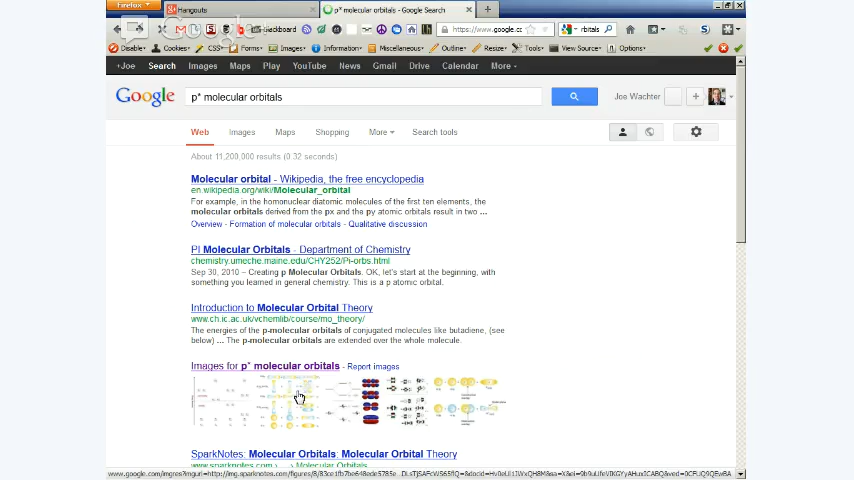 Firefox
Hangouts
p* molecular orbitals - Google Search
blackboard
https://www.google.cc
rbitals
Disable Cookies CSS Forms Images Information Miscellaneous Outline Resize Tools View Source Options
+Joe Search Images Maps Play YouTube News Gmail Drive Calendar More
Google
p* molecular orbitals
Joe Wachter
Web Images Maps Shopping More Search tools
About 11,200,000 results (0.32 seconds)
Molecular orbital - Wikipedia, the free encyclopedia
en.wikipedia.org/wiki/Molecular_orbital
For example, in the homonuclear diatomic molecules of the first ten elements, the
molecular orbitals derived from the px and the py atomic orbitals result in two ...
Overview - Formation of molecular orbitals - Qualitative discussion
PI Molecular Orbitals - Department of Chemistry
chemistry.umeche.maine.edu/CHY252/Pi-orbs.html
Sep 30, 2010 – Creating p Molecular Orbitals. OK, let's start at the beginning, with
something you learned in general chemistry. This is a p atomic orbital.
Introduction to Molecular Orbital Theory
www.ch.ic.ac.uk/vchemlib/course/mo_theory/
The energies of the p-molecular orbitals of conjugated molecules like butadiene, (see
below) ... The p-molecular orbitals are extended over the whole molecule.
Images for p* molecular orbitals - Report images
SparkNotes: Molecular Orbitals: Molecular Orbital Theory
www.sparknotes.com › ... › Molecular Orbitals